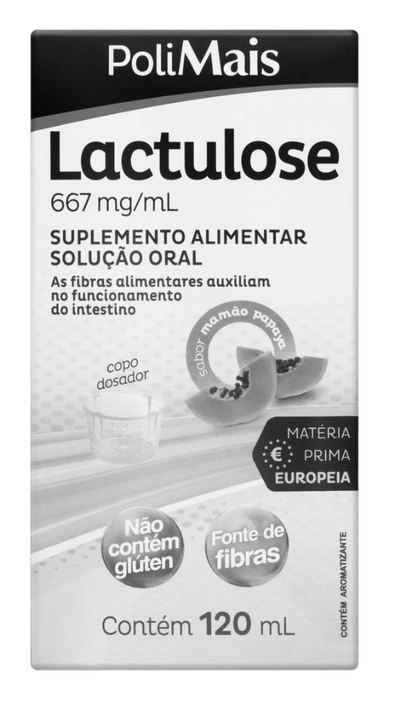 PoliMais
Lactulose
667 mg/mL
SUPLEMENTO ALIMENTAR
SOLUÇÃO ORAL
As fibras alimentares auxiliam
no funcionamento
do intestino
sabor mamão papaya
copo
dosador
MATÉRIA
€ PRIMA
EUROPEIA
Não
contém
glúten
Fonte de
fibras
CONTÉM AROMATIZANTE
Contém 120 mL